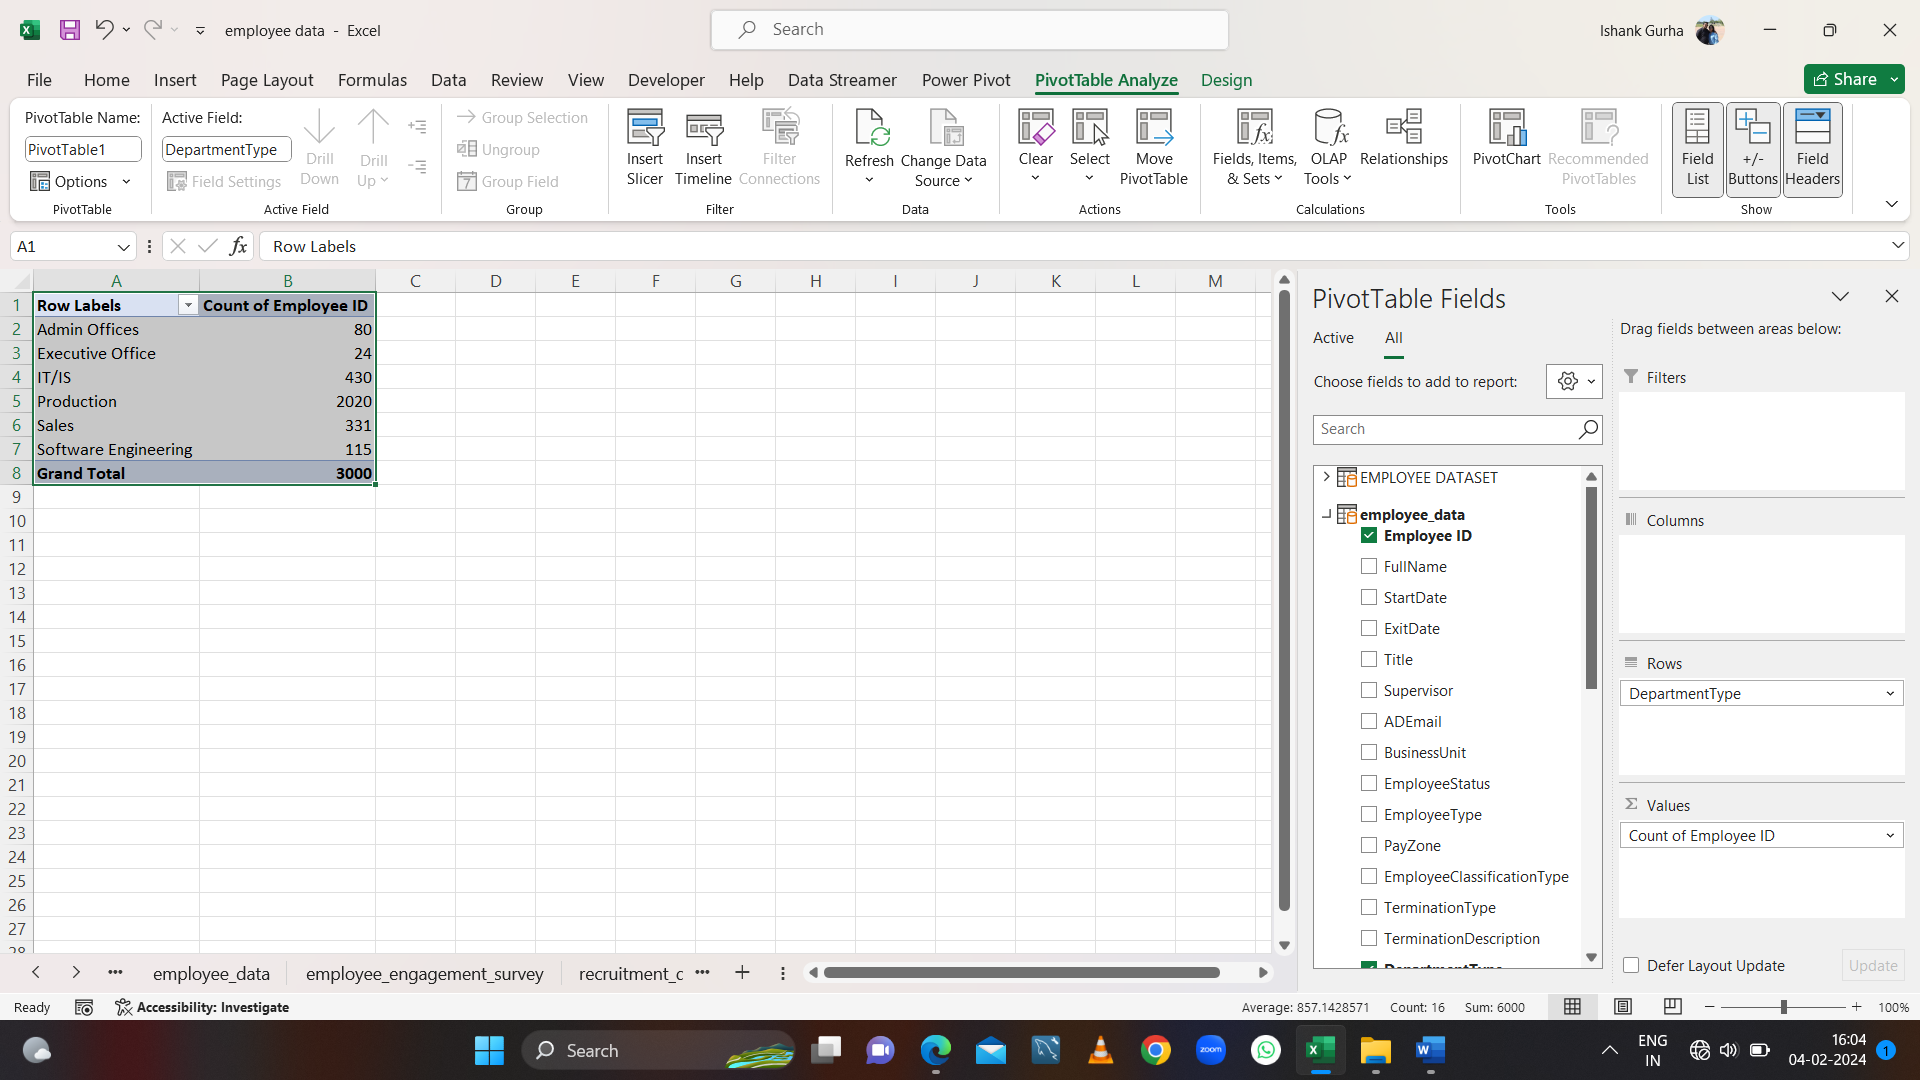 employee data - Excel
Search
Ishank Gurha
File Home Insert Page Layout Formulas Data Review View Developer Help Data Streamer Power Pivot PivotTable Analyze Design
Share
PivotTable Name:
PivotTable1
Options
PivotTable
Active Field:
DepartmentType
Field Settings
Drill Down
Drill Up
Active Field
Group Selection
Ungroup
Group Field
Group
Insert Slicer
Insert Timeline
Filter Connections
Filter
Refresh
Change Data Source
Data
Clear
Select
Move PivotTable
Actions
Fields, Items, & Sets
OLAP Tools
Relationships
Calculations
PivotChart
Recommended PivotTables
Tools
Field List
+/- Buttons
Field Headers
Show
A1
fx
Row Labels
A B C D E F G H I J K L M
1 Row Labels Count of Employee ID
2 Admin Offices 80
3 Executive Office 24
4 IT/IS 430
5 Production 2020
6 Sales 331
7 Software Engineering 115
8 Grand Total 3000
9
10
11
12
13
14
15
16
17
18
19
20
21
22
23
24
25
26
27
28
PivotTable Fields
Active All
Choose fields to add to report:
Search
EMPLOYEE DATASET
employee_data
Employee ID
FullName
StartDate
ExitDate
Title
Supervisor
ADEmail
BusinessUnit
EmployeeStatus
EmployeeType
PayZone
EmployeeClassificationType
TerminationType
TerminationDescription
DepartmentType
Drag fields between areas below:
Filters
Columns
Rows
DepartmentType
Σ Values
Count of Employee ID
Defer Layout Update
Update
employee_data employee_engagement_survey recruitment_c
Ready
Accessibility: Investigate
Average: 857.1428571 Count: 16 Sum: 6000
100%
Search
zoom
ENG
IN
16:04
04-02-2024
1